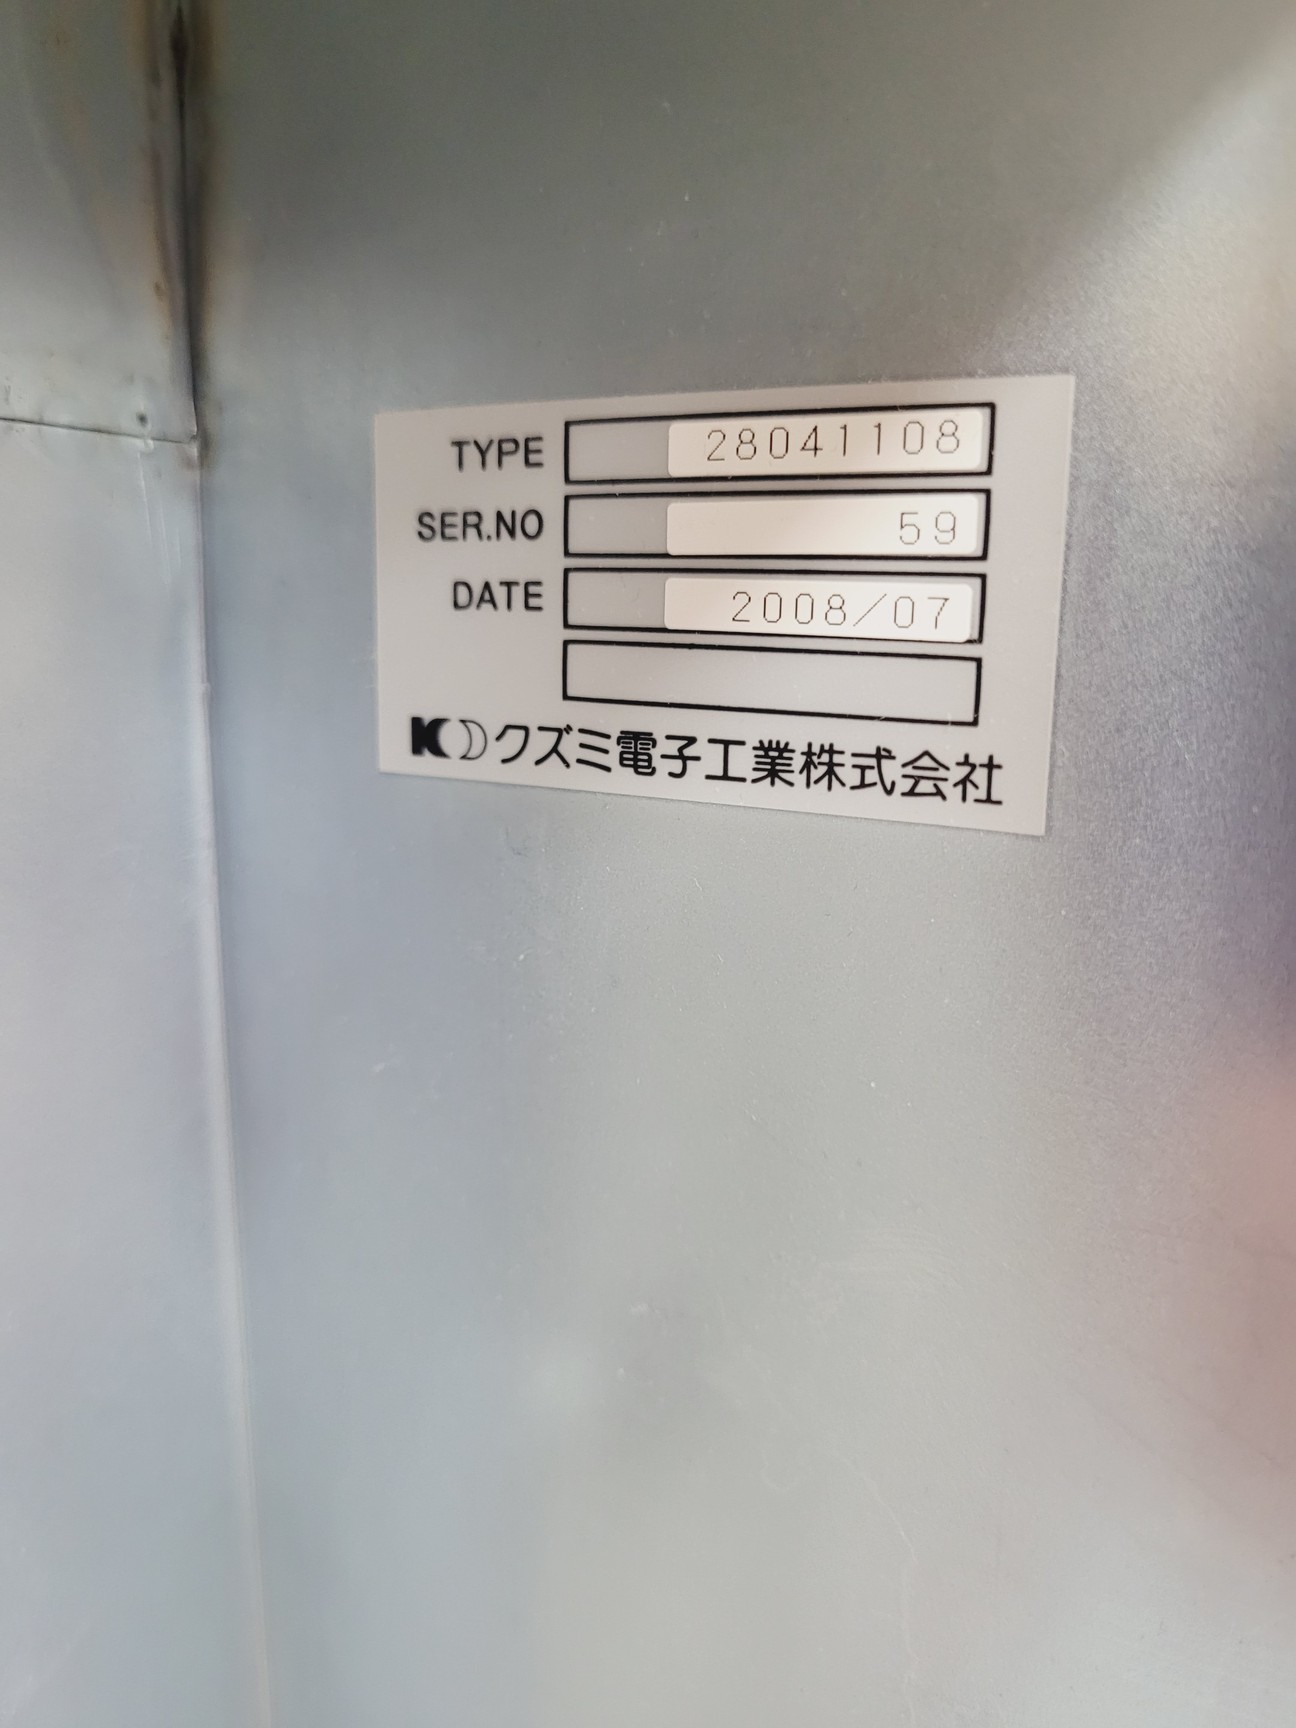 TYPE 28041108
SER.NO 59
DATE 2008/07
KD クズミ電子工業株式会社